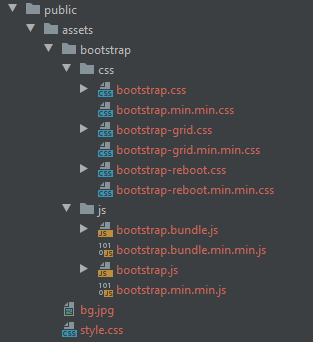 public
assets
bootstrap
css
bootstrap.css
bootstrap.min.min.css
bootstrap-grid.css
bootstrap-grid.min.min.css
bootstrap-reboot.css
bootstrap-reboot.min.min.css
js
bootstrap.bundle.js
bootstrap.bundle.min.min.js
bootstrap.js
bootstrap.min.min.js
bg.jpg
style.css